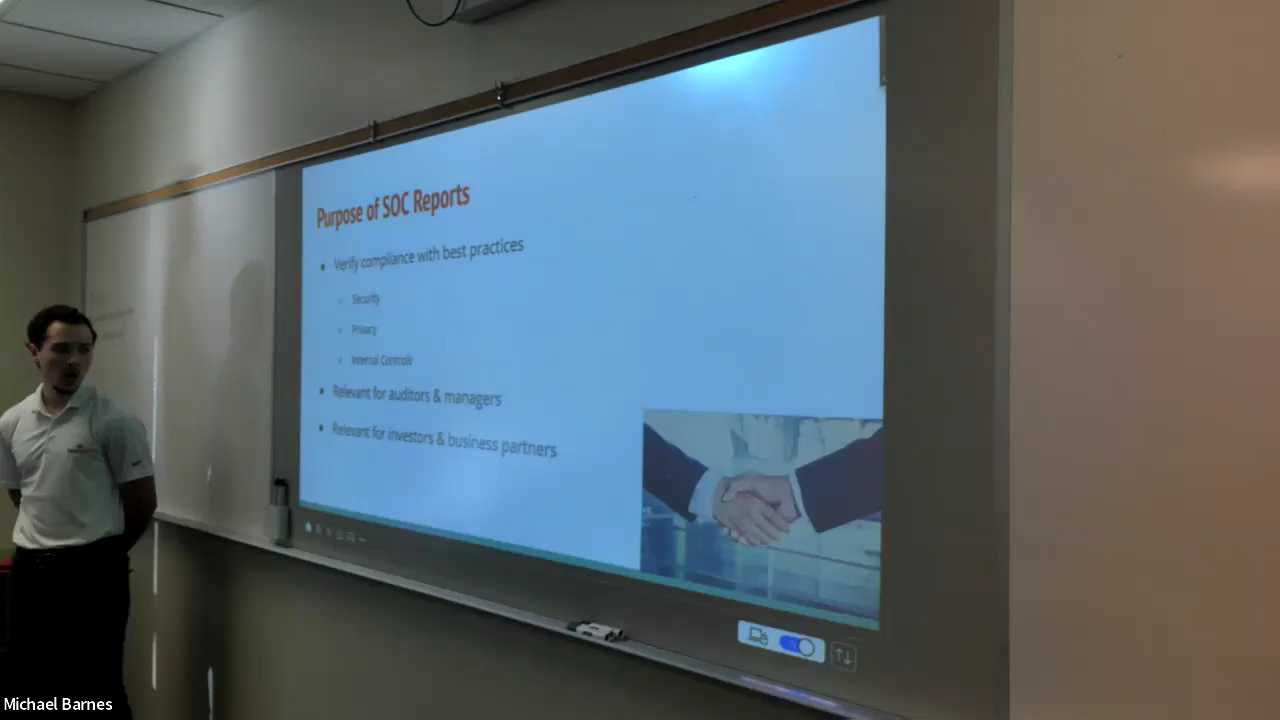 Purpose of SOC Reports
Verify compliance with best practices
Security
Privacy
Internal Controls
Relevant for auditors & managers
Relevant for investors & business partners
Michael Barnes